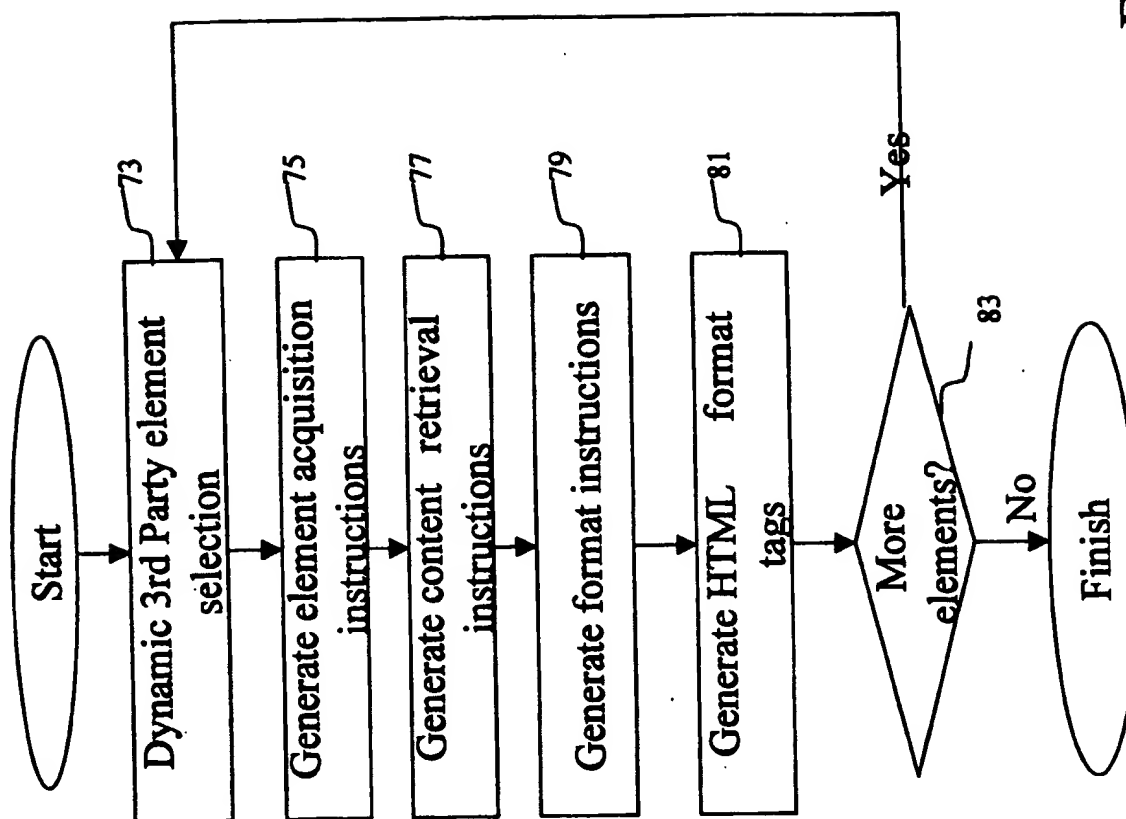 Start
73
Dynamic 3rd Party element
selection
75
Generate element acquisition
instructions
77
Generate content retrieval
instructions
79
Generate format instructions
81
Generate HTML format
tags
More
elements?
Yes
83
No
Finish